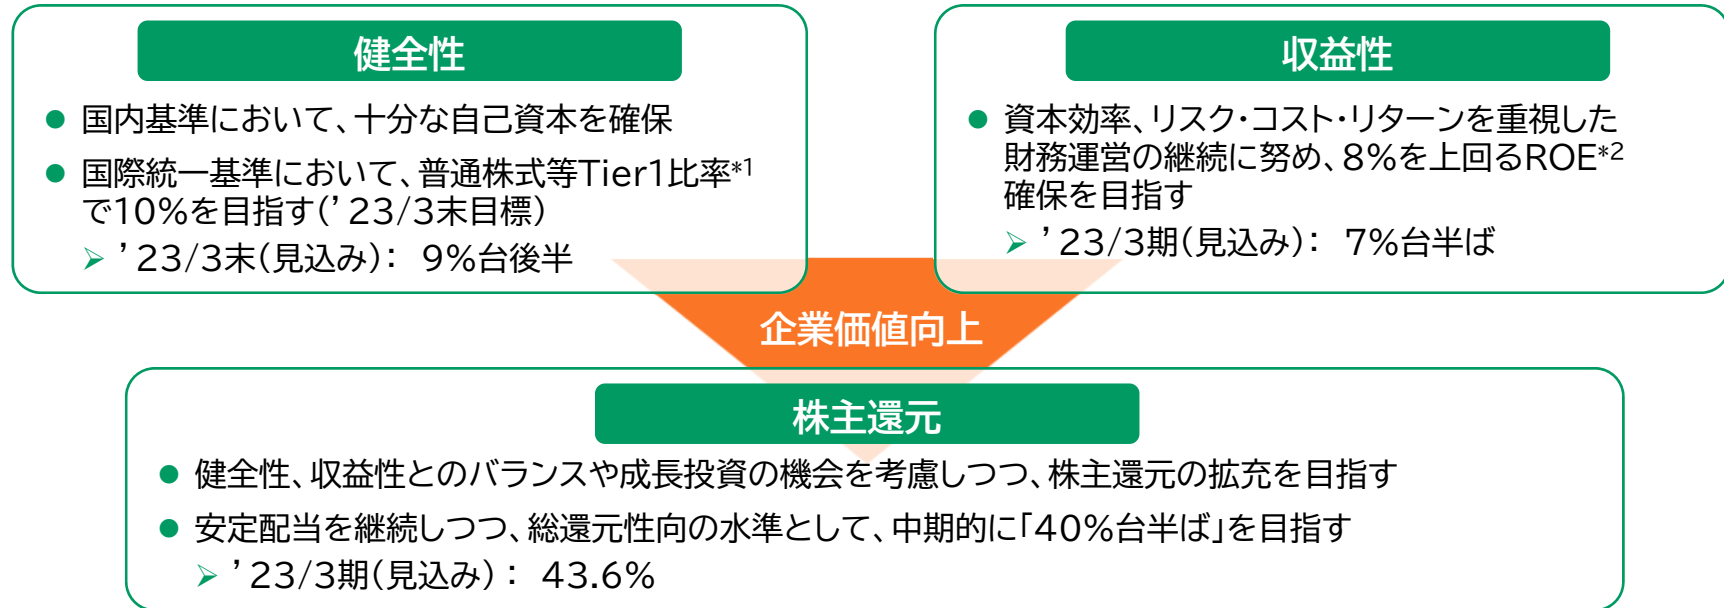 健全性
● 国内基準において、十分な自己資本を確保
● 国際統一基準において、普通株式等Tier1比率*1
で10%を目指す(’23/3末目標)
➢ ’23/3末(見込み)： 9%台後半
収益性
● 資本効率、リスク・コスト・リターンを重視した
財務運営の継続に努め、8%を上回るROE*2
確保を目指す
➢ ’23/3期(見込み)： 7%台半ば
企業価値向上
株主還元
● 健全性、収益性とのバランスや成長投資の機会を考慮しつつ、株主還元の拡充を目指す
● 安定配当を継続しつつ、総還元性向の水準として、中期的に「40%台半ば」を目指す
➢ ’23/3期(見込み)： 43.6%